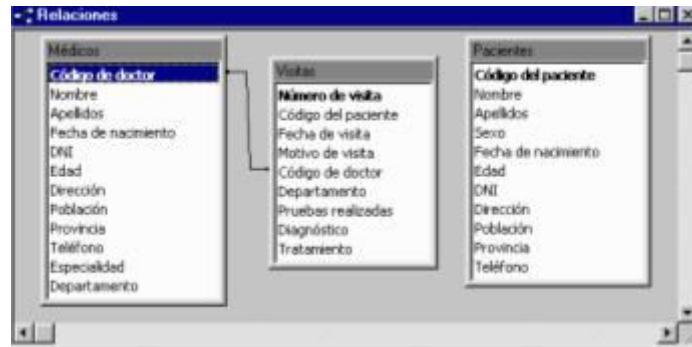 Relaciones
Médicos
Código de doctor
Nombre
Apellidos
Fecha de nacimiento
DNI
Edad
Dirección
Población
Provincia
Teléfono
Especialidad
Departamento
Visitas
Número de visita
Código del paciente
Fecha de visita
Motivo de visita
Código de doctor
Departamento
Pruebas realizadas
Diagnóstico
Tratamiento
Pacientes
Código del paciente
Nombre
Apellidos
Sexo
Fecha de nacimiento
Edad
DNI
Dirección
Población
Provincia
Teléfono